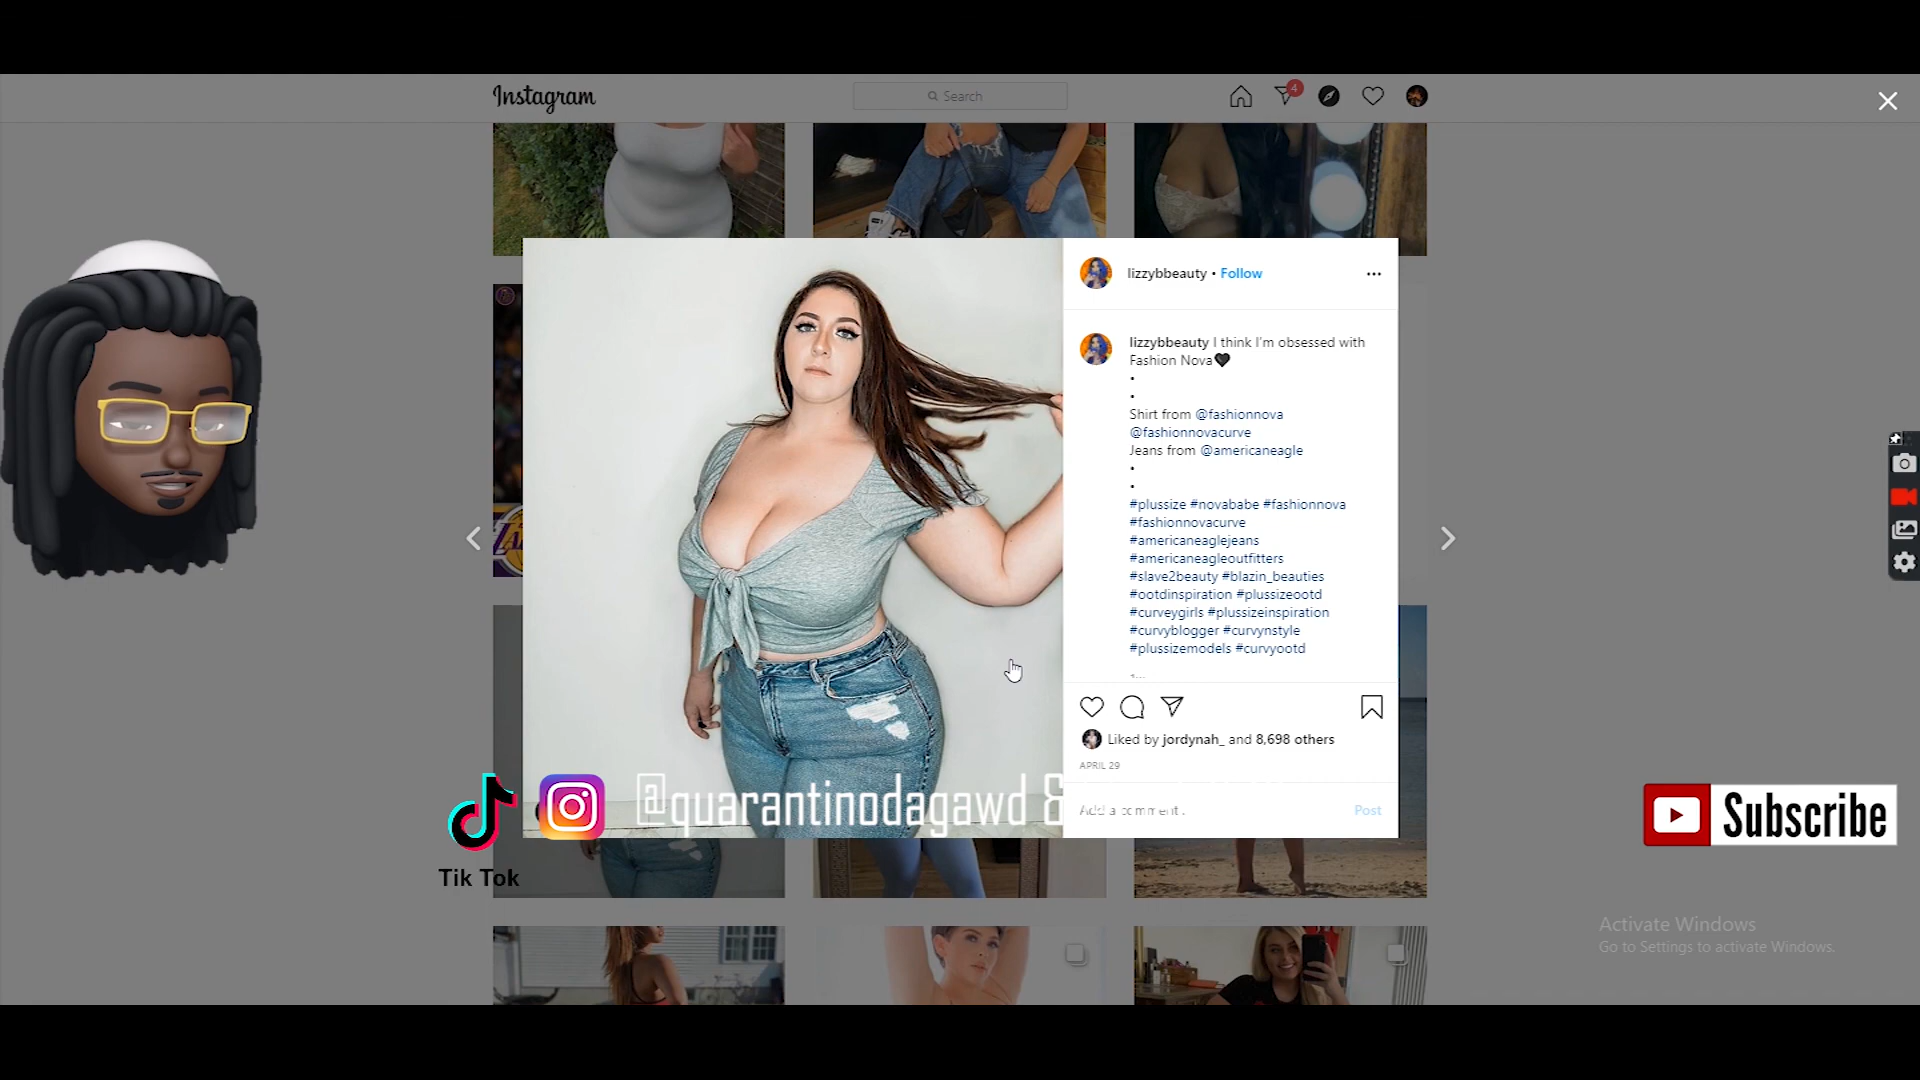 Instagram
Search
4
lizzybbeauty • Follow
lizzybbeauty I think I'm obsessed with
Fashion Nova🖤
•
•
Shirt from @fashionnova
@fashionnovacurve
Jeans from @americaneagle
•
•
#plussize #novababe #fashionnova
#fashionnovacurve
#americaneaglejeans
#americaneagleoutfitters
#slave2beauty #blazin_beauties
#ootdinspiration #plussizeootd
#curveygirls #plussizeinspiration
#curvyblogger #curvynstyle
#plussizemodels #curvyootd
Liked by jordynah_ and 8,698 others
APRIL 29
Add a comment...
Post
@quarantinodagawd &
Tik Tok
Subscribe
Activate Windows
Go to Settings to activate Windows.